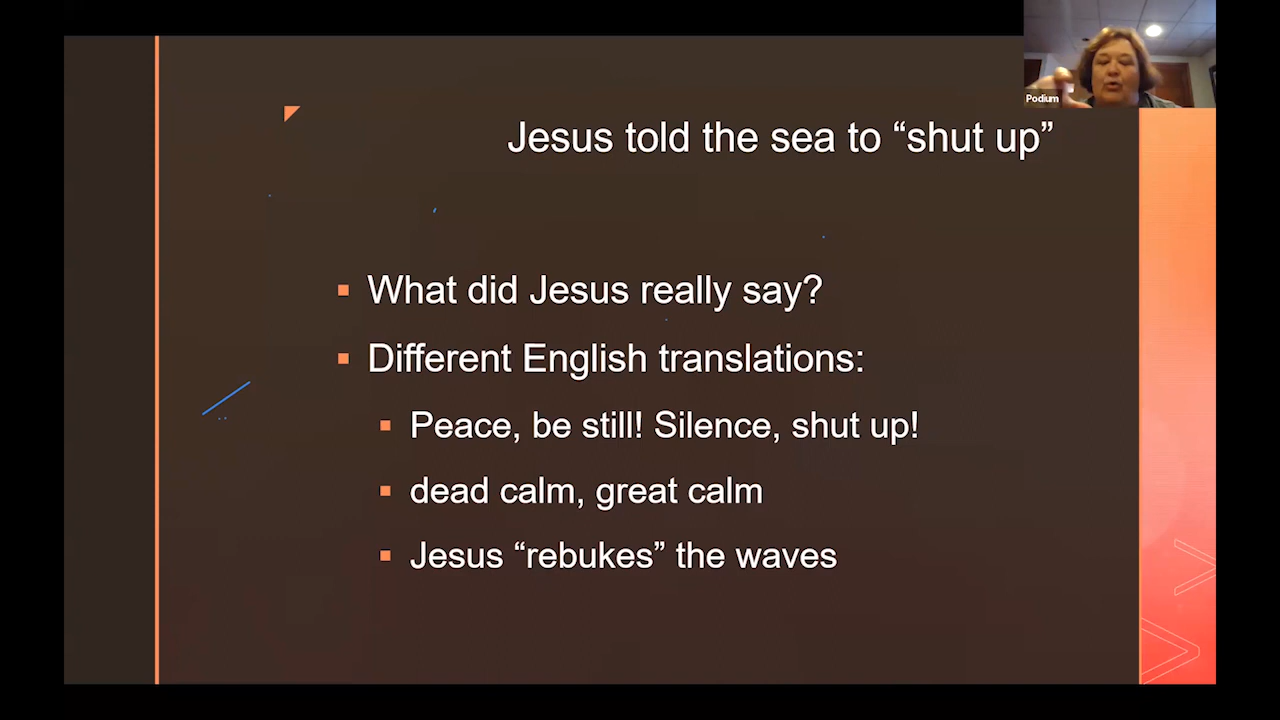 Podium
Jesus told the sea to “shut up”
What did Jesus really say?
Different English translations:
Peace, be still! Silence, shut up!
dead calm, great calm
Jesus “rebukes” the waves